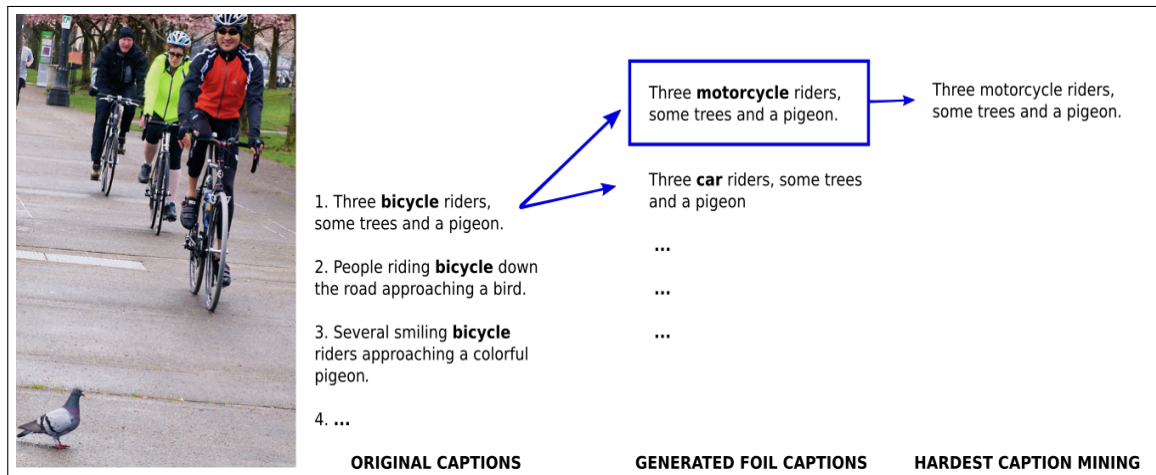 1. Three bicycle riders,
some trees and a pigeon.
2. People riding bicycle down
the road approaching a bird.
3. Several smiling bicycle
riders approaching a colorful
pigeon.
4. ...
ORIGINAL CAPTIONS
Three motorcycle riders,
some trees and a pigeon.
Three car riders, some trees
and a pigeon
...
...
...
GENERATED FOIL CAPTIONS
Three motorcycle riders,
some trees and a pigeon.
HARDEST CAPTION MINING